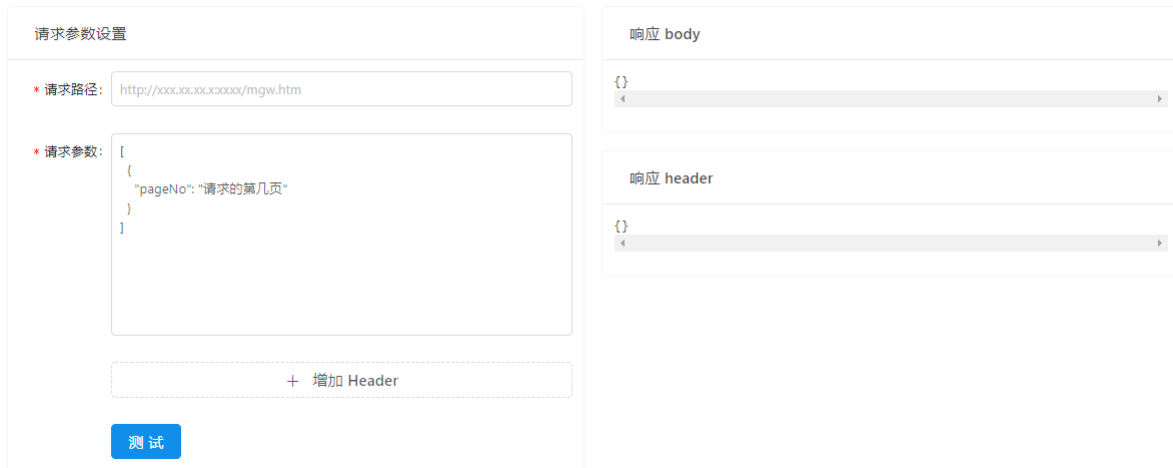 请求参数设置
* 请求路径:
http://xxx.xx.xx.x:xxxx/mgw.htm
* 请求参数:
[
{
"pageNo": "请求的第几页"
}
]
+ 增加 Header
测 试
响应 body
{}
响应 header
{}